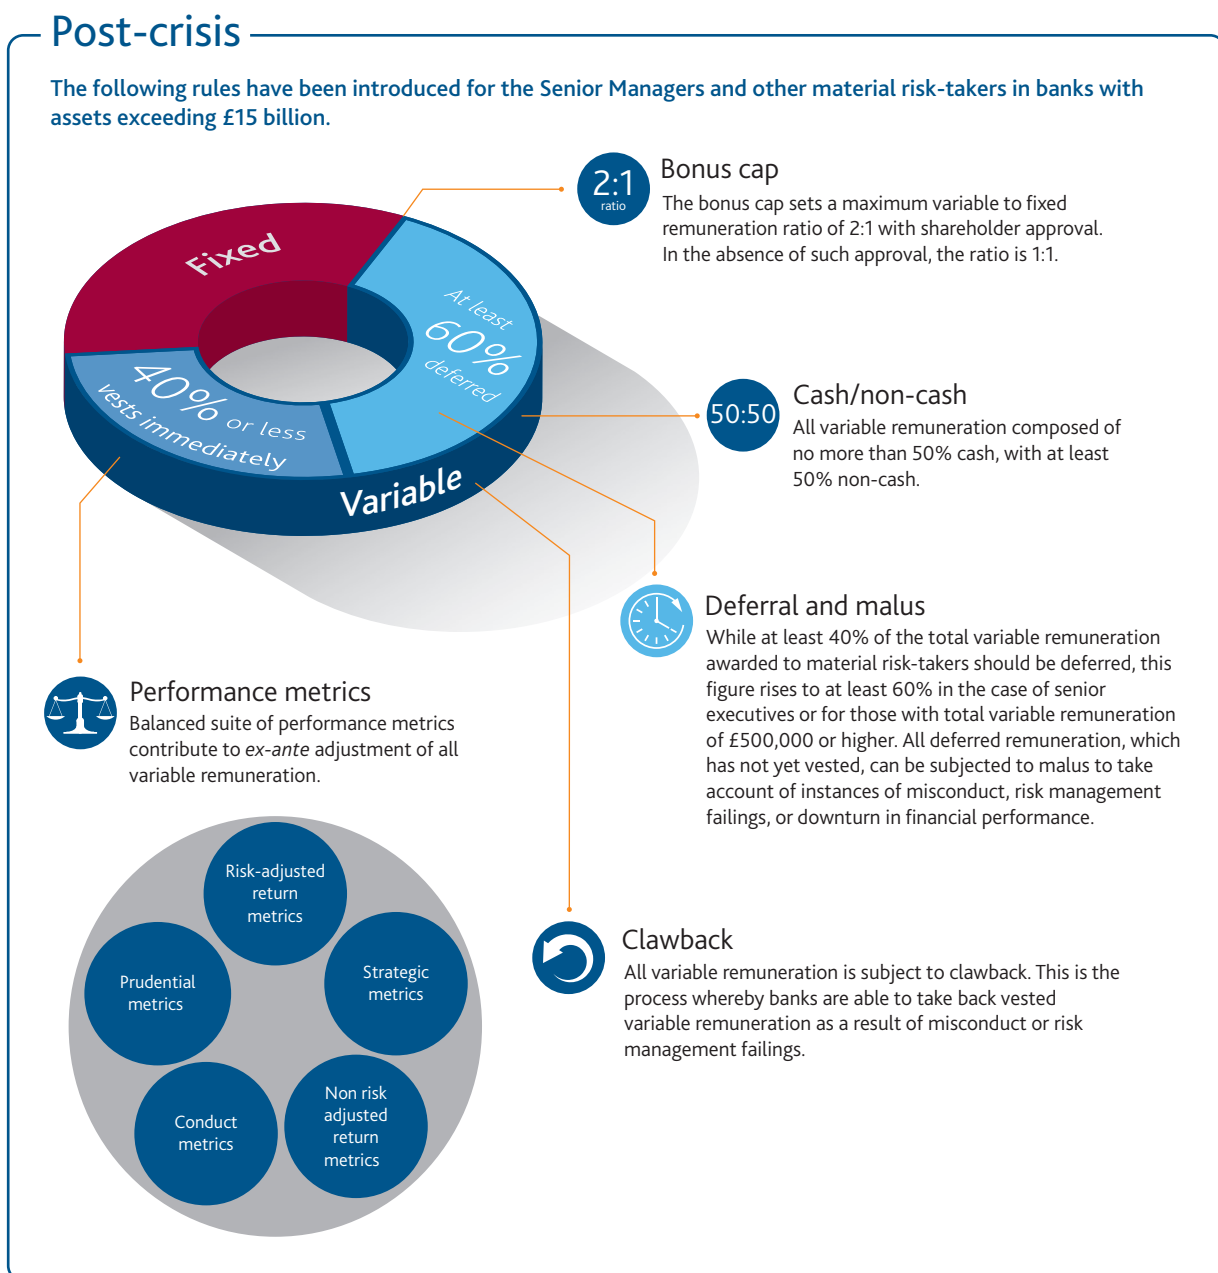 Post-crisis
The following rules have been introduced for the Senior Managers and other material risk-takers in banks with
assets exceeding £15 billion.
Fixed
At least
60%
deferred
40% or less
vests immediately
Variable
2:1
ratio
Bonus cap
The bonus cap sets a maximum variable to fixed
remuneration ratio of 2:1 with shareholder approval.
In the absence of such approval, the ratio is 1:1.
50:50
Cash/non-cash
All variable remuneration composed of
no more than 50% cash, with at least
50% non-cash.
Deferral and malus
While at least 40% of the total variable remuneration
awarded to material risk-takers should be deferred, this
figure rises to at least 60% in the case of senior
executives or for those with total variable remuneration
of £500,000 or higher. All deferred remuneration, which
has not yet vested, can be subjected to malus to take
account of instances of misconduct, risk management
failings, or downturn in financial performance.
Performance metrics
Balanced suite of performance metrics
contribute to ex-ante adjustment of all
variable remuneration.
Risk-adjusted
return
metrics
Prudential
metrics
Strategic
metrics
Conduct
metrics
Non risk
adjusted
return
metrics
Clawback
All variable remuneration is subject to clawback. This is the
process whereby banks are able to take back vested
variable remuneration as a result of misconduct or risk
management failings.